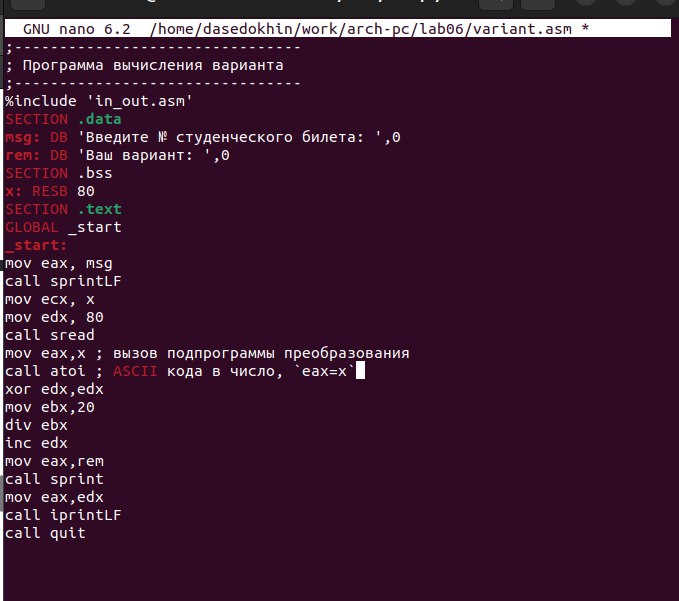 GNU nano 6.2 /home/dasedokhin/work/arch-pc/lab06/variant.asm *
;--------------------------------
; Программа вычисления варианта
;--------------------------------
%include 'in_out.asm'
SECTION .data
msg: DB 'Введите № студенческого билета: ',0
rem: DB 'Ваш вариант: ',0
SECTION .bss
x: RESB 80
SECTION .text
GLOBAL _start
_start:
mov eax, msg
call sprintLF
mov ecx, x
mov edx, 80
call sread
mov eax,x ; вызов подпрограммы преобразования
call atoi ; ASCII кода в число, `eax=x`
xor edx,edx
mov ebx,20
div ebx
inc edx
mov eax,rem
call sprint
mov eax,edx
call iprintLF
call quit